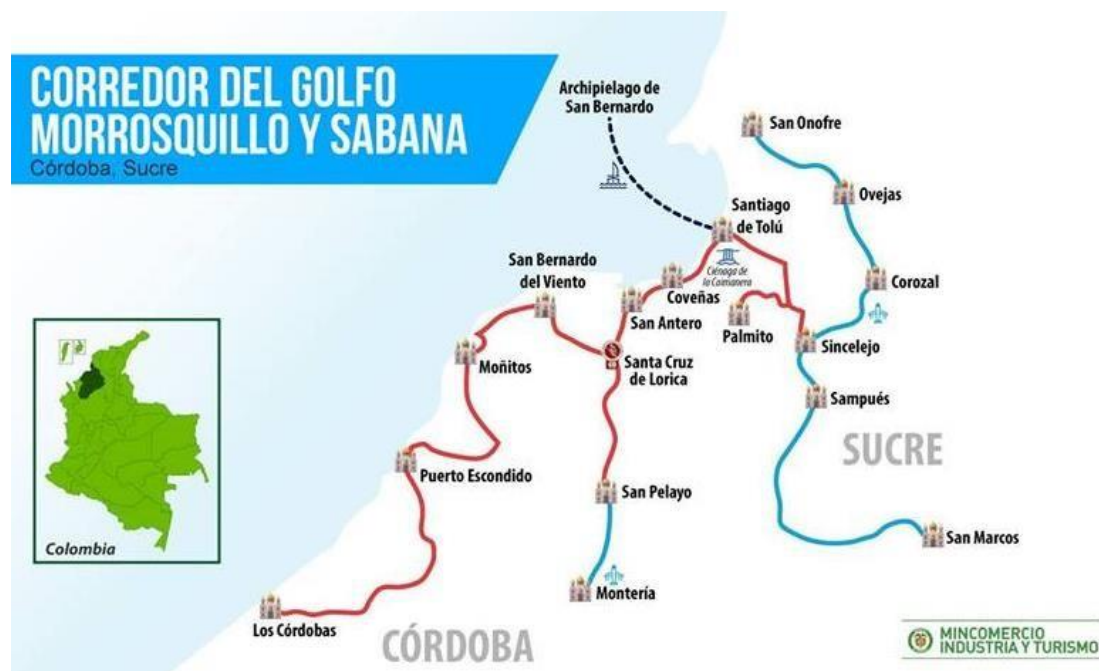 CORREDOR DEL GOLFO
MORROSQUILLO Y SABANA
Córdoba, Sucre
Archipielago de
San Bernardo
San Onofre
Ovejas
Santiago
de Tolú
Ciénaga de
la Caimanera
Corozal
San Bernardo
del Viento
Coveñas
San Antero
Palmito
Sincelejo
Moñitos
Santa Cruz
de Lorica
Sampués
SUCRE
Puerto Escondido
San Pelayo
San Marcos
Colombia
Montería
Los Córdobas
CÓRDOBA
MINCOMERCIO
INDUSTRIA Y TURISMO